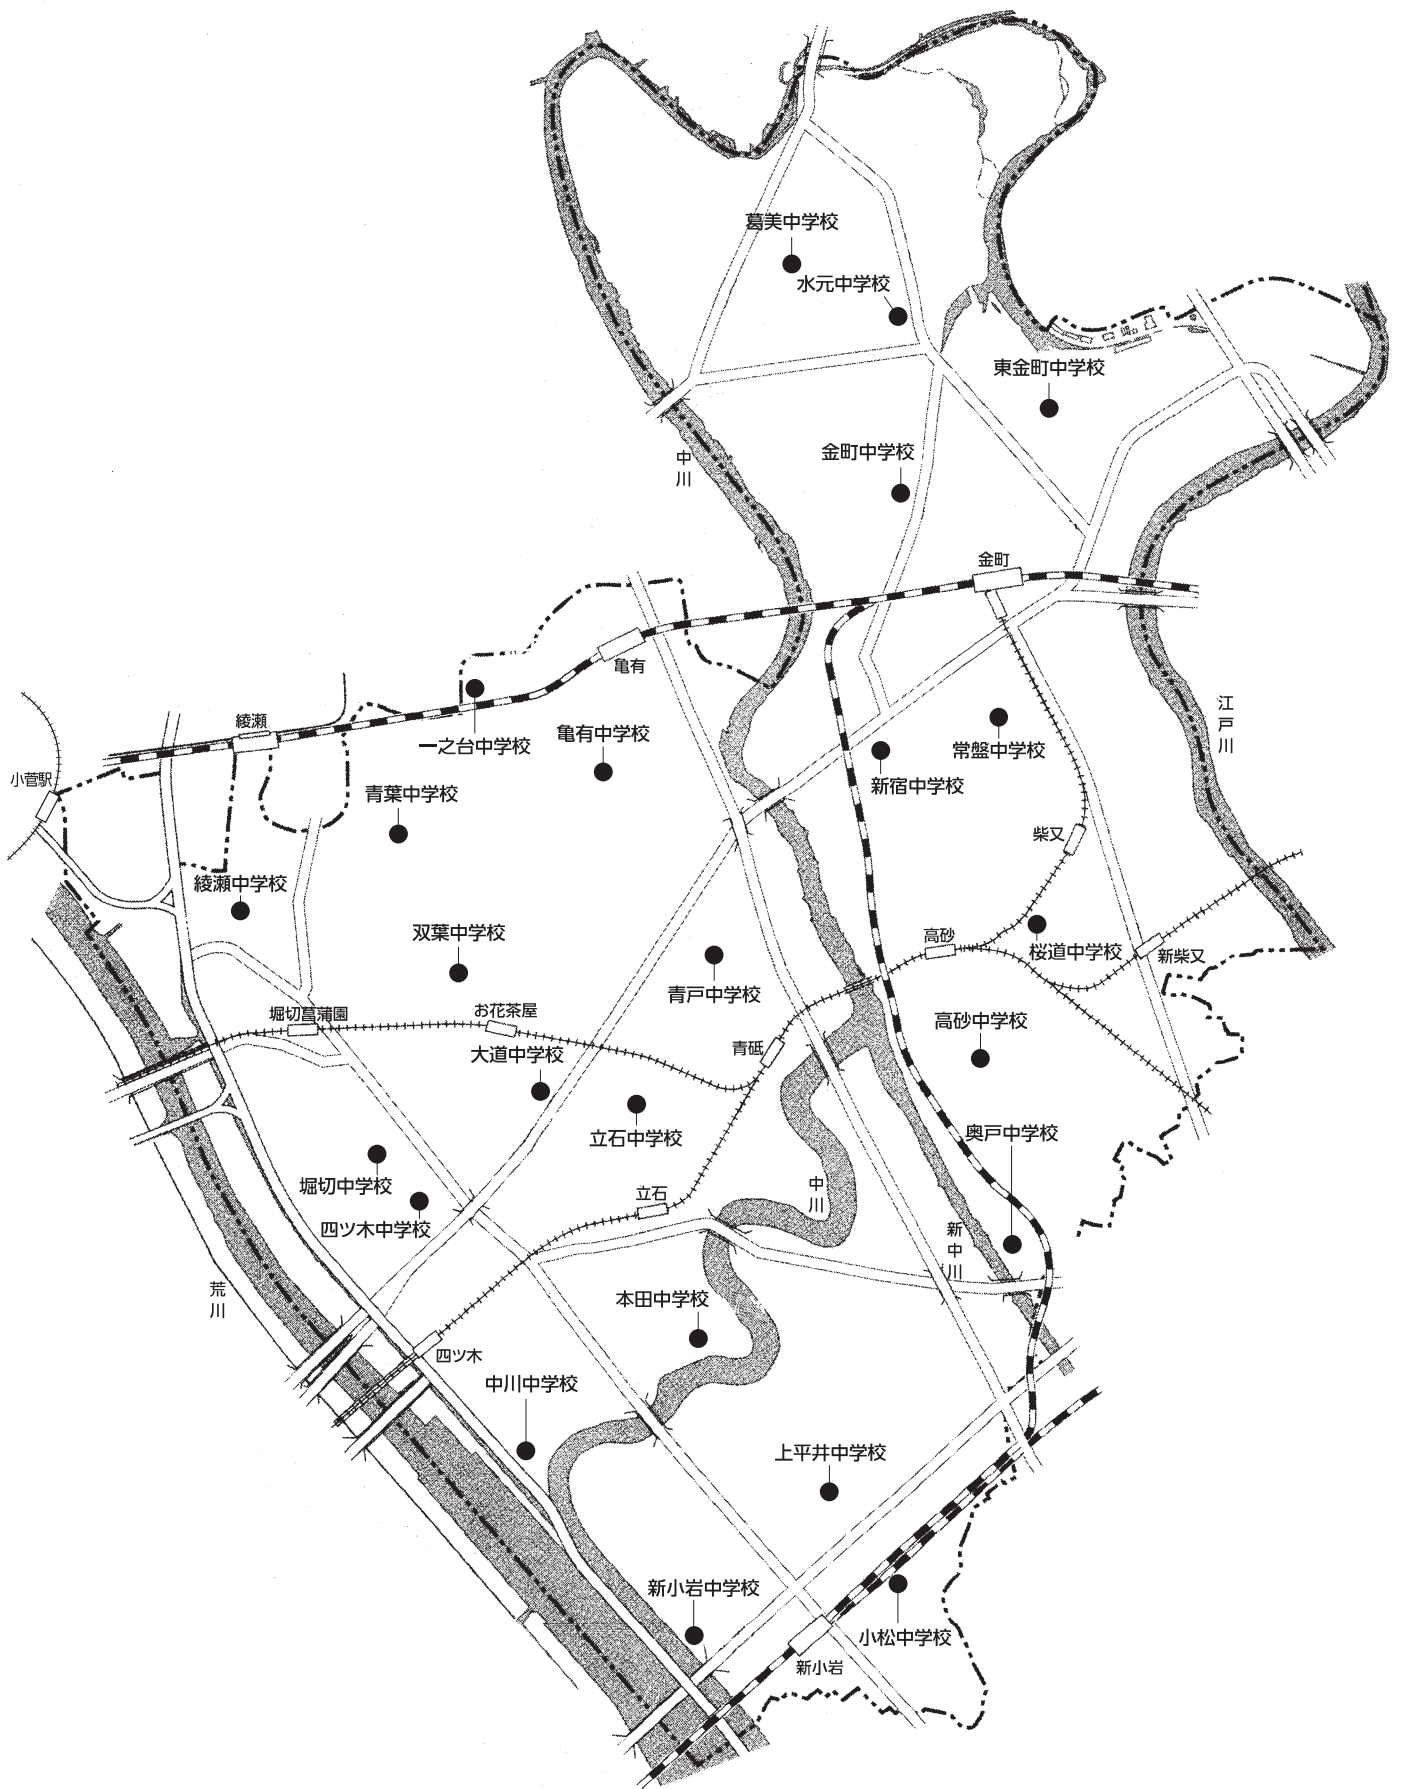 葛美中学校
水元中学校
東金町中学校
中川
金町中学校
金町
亀有
江戸川
綾瀬
一之台中学校
亀有中学校
常盤中学校
小菅駅
新宿中学校
青葉中学校
柴又
綾瀬中学校
双葉中学校
高砂
桜道中学校
新柴又
青戸中学校
堀切菖蒲園
お花茶屋
高砂中学校
大道中学校
青砥
立石中学校
奥戸中学校
堀切中学校
立石
中川
四ツ木中学校
新中川
荒川
本田中学校
四ツ木
中川中学校
上平井中学校
新小岩中学校
小松中学校
新小岩